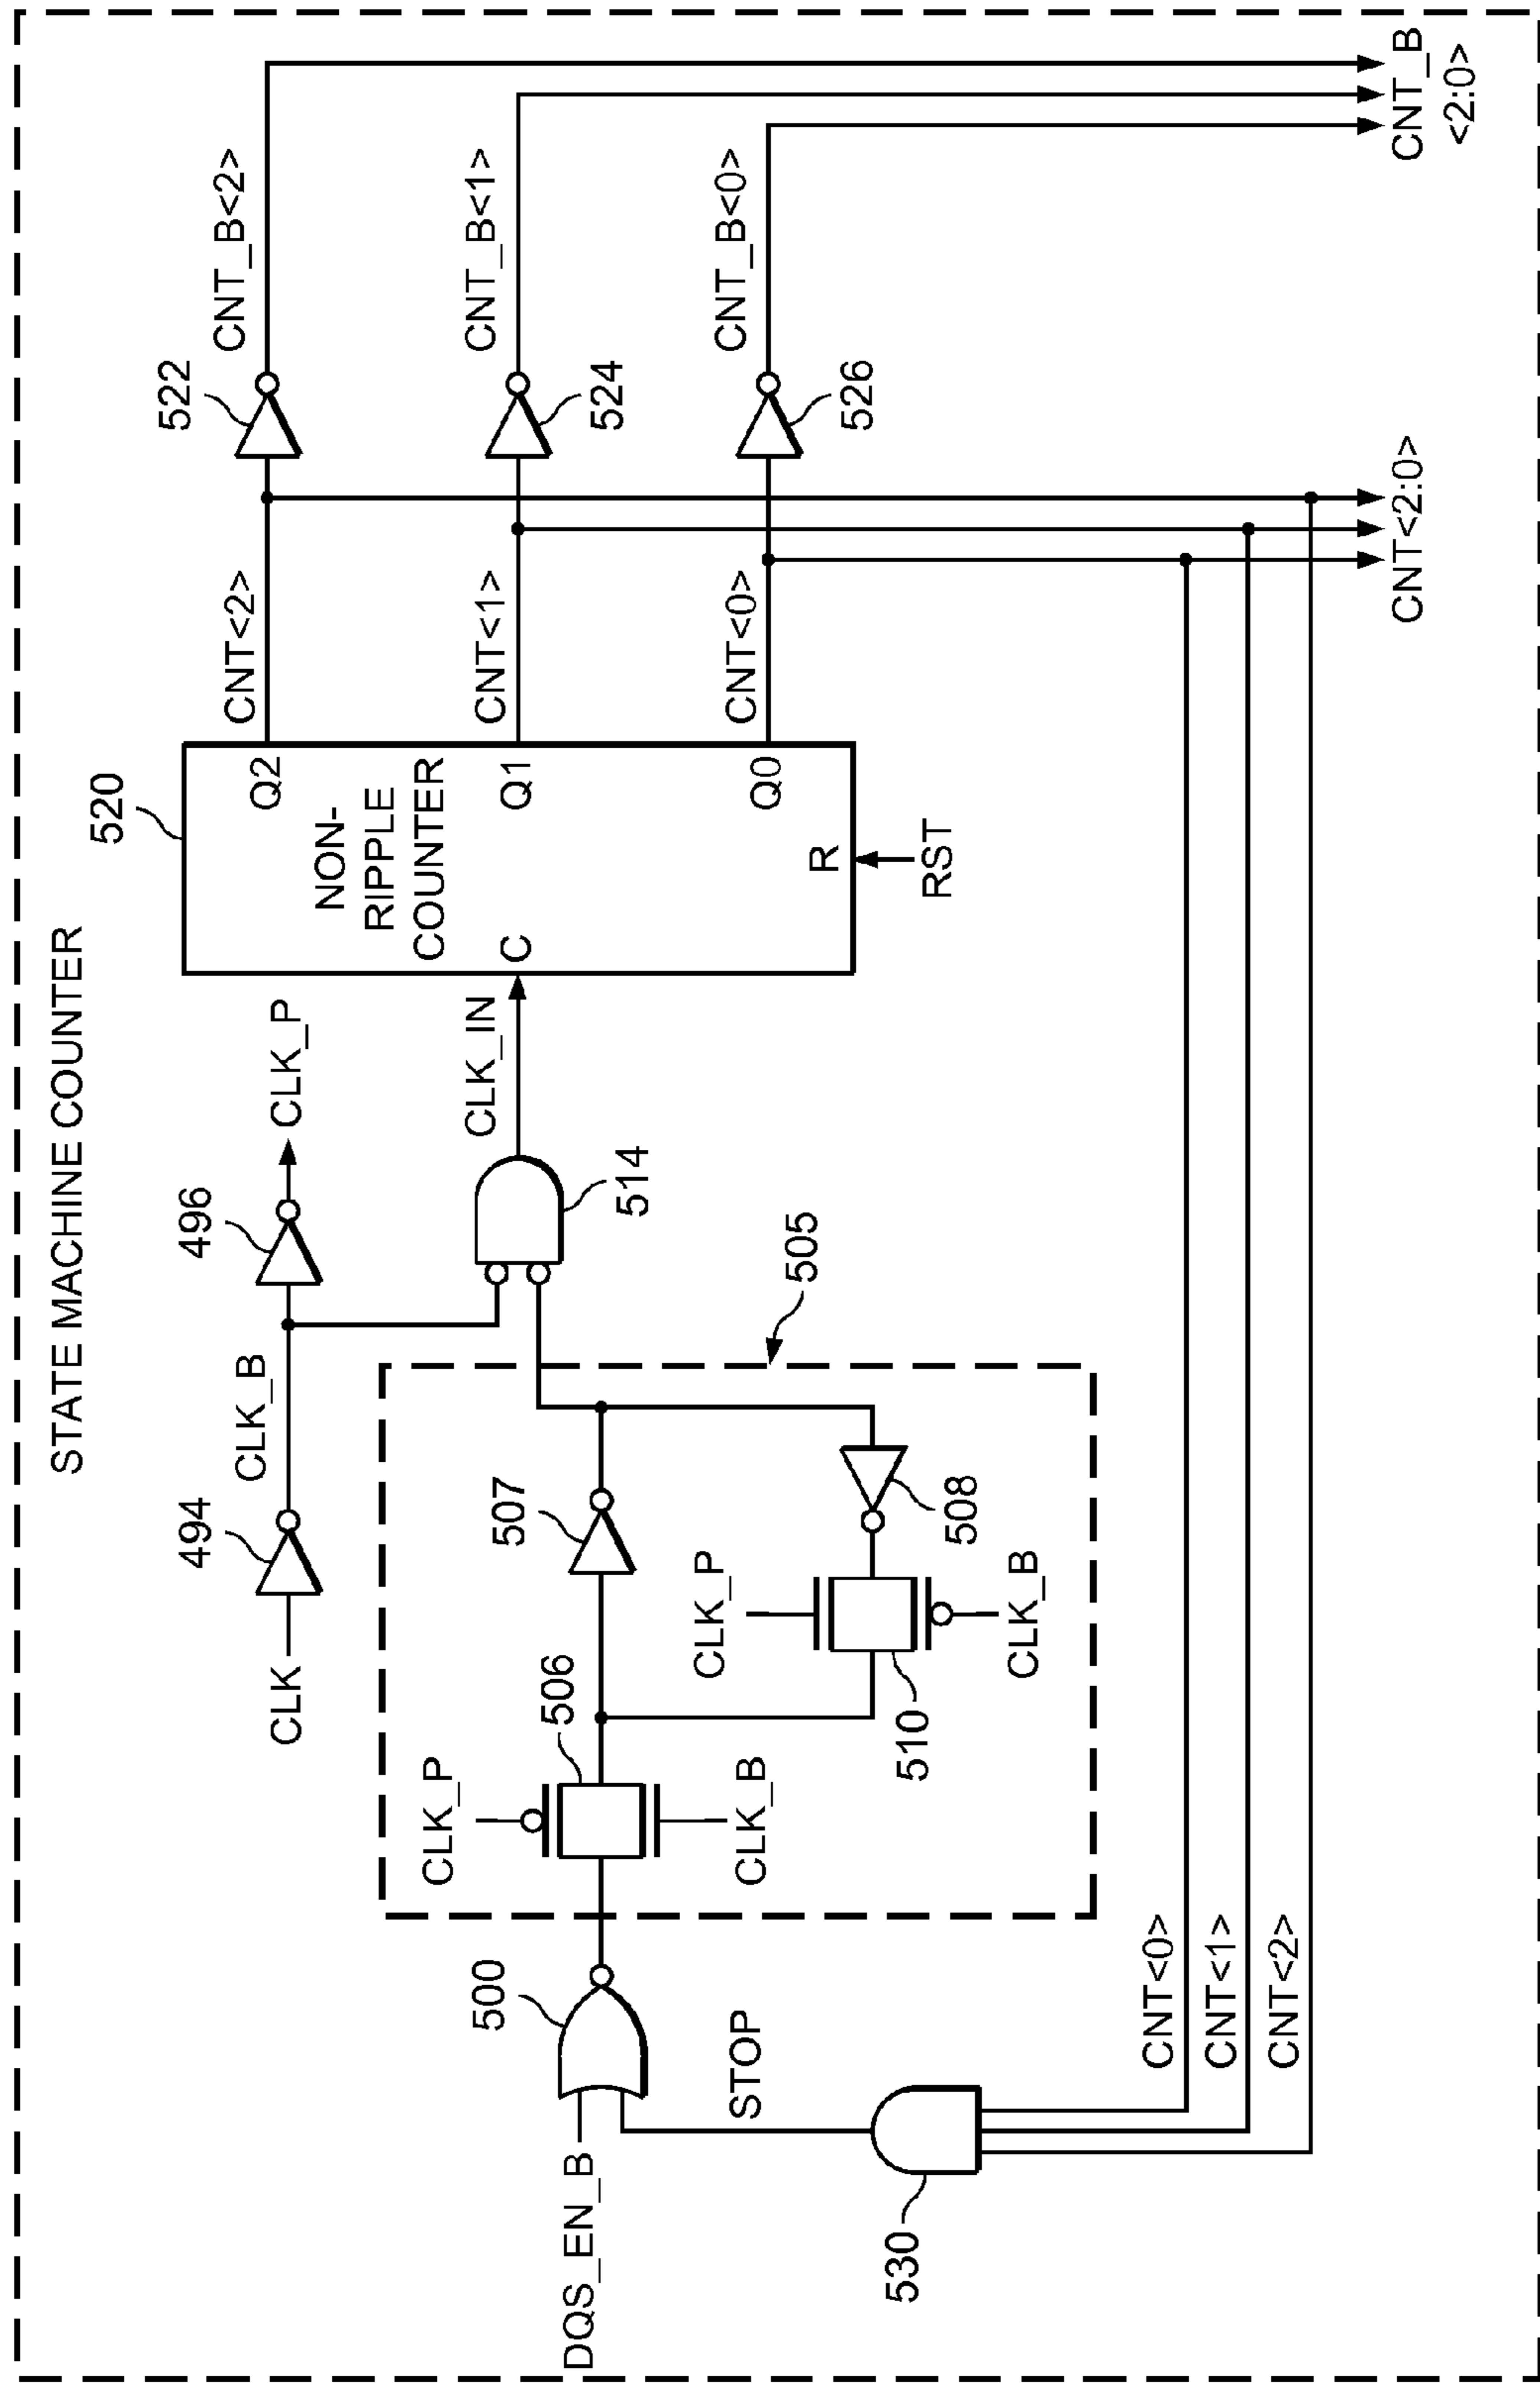 STATE MACHINE COUNTER
CLK
494
CLK_B
496
CLK_P
DQS_EN_B
500
STOP
530
505
CLK_P
506
CLK_B
507
508
CLK_P
510
CLK_B
514
CLK_IN
520
C
NON-
RIPPLE
COUNTER
Q2
Q1
Q0
R
RST
CNT<2>
CNT<1>
CNT<0>
522
524
526
CNT_B<2>
CNT_B<1>
CNT_B<0>
CNT<0>
CNT<1>
CNT<2>
CNT<2:0>
CNT_B
<2:0>